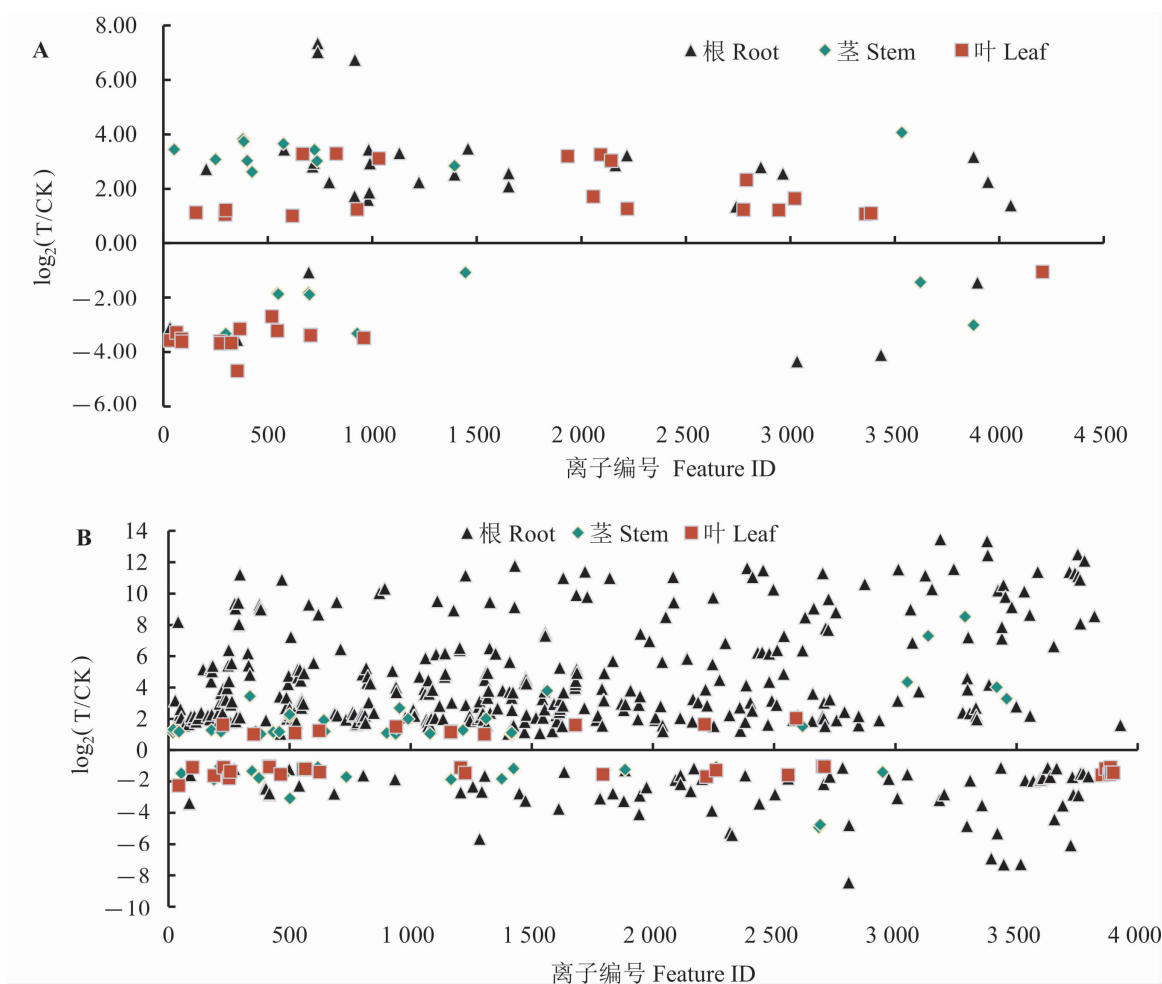 A
8.00
6.00
4.00
2.00
0.00
—2.00
—4.00
—6.00
log₂(T/CK)
根 Root
茎 Stem
叶 Leaf
0 500 1 000 1 500 2 000 2 500 3 000 3 500 4 000 4 500
离子编号 Feature ID
B
14
12
10
8
6
4
2
0
—2
—4
—6
—8
—10
log₂(T/CK)
根 Root
茎 Stem
叶 Leaf
0 500 1 000 1 500 2 000 2 500 3 000 3 500 4 000
离子编号 Feature ID